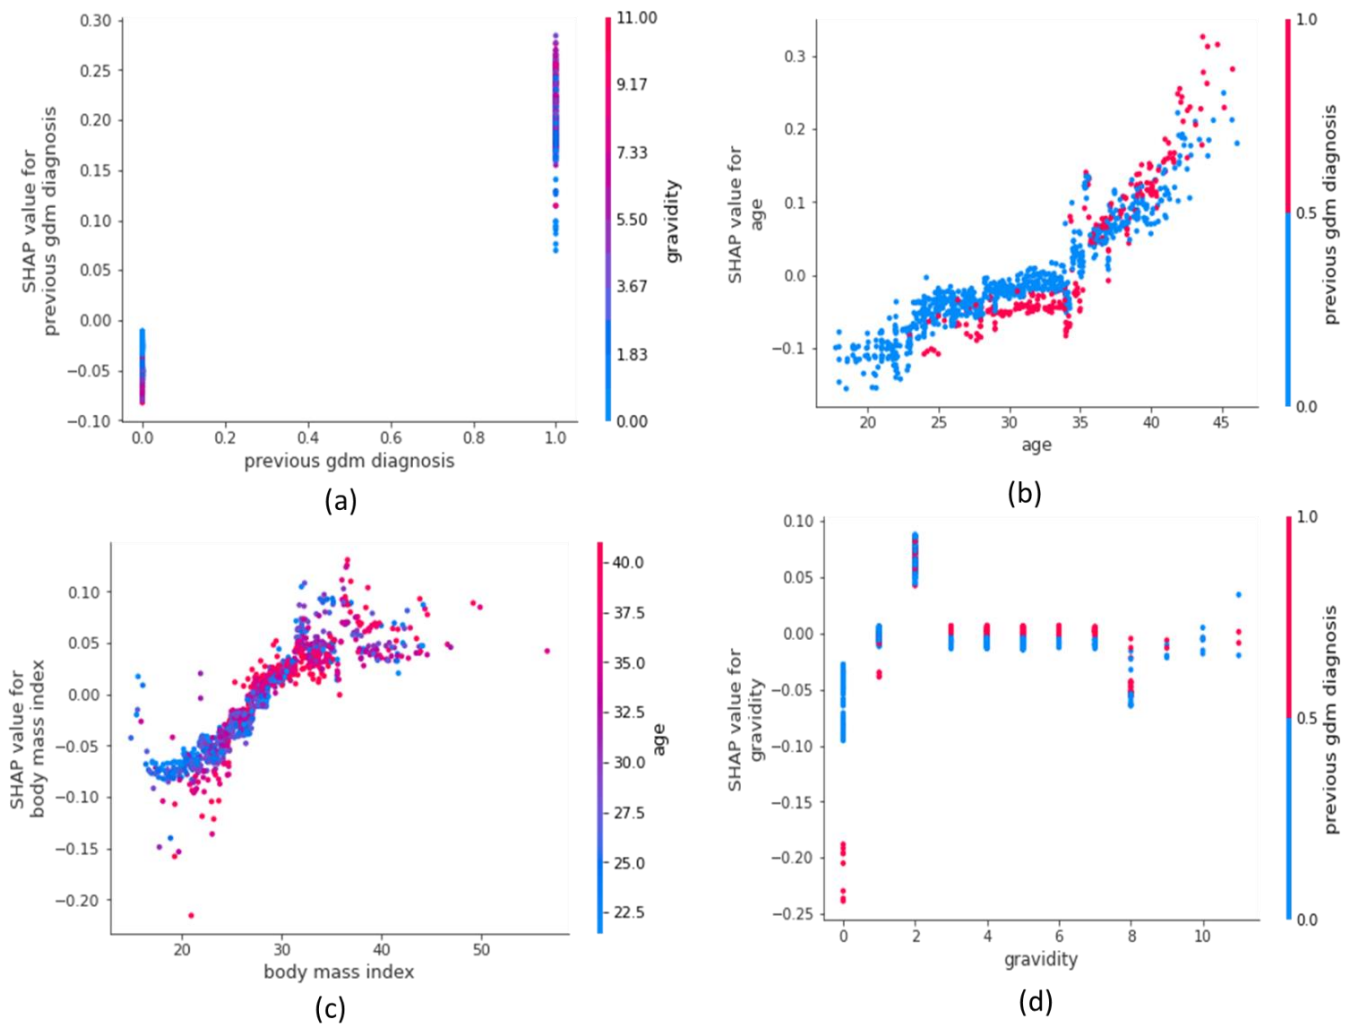 0.30
0.25
0.20
0.15
0.10
0.05
0.00
−0.05
−0.10
SHAP value for
previous gdm diagnosis
0.0 0.2 0.4 0.6 0.8 1.0
previous gdm diagnosis
11.00
9.17
7.33
5.50
3.67
1.83
0.00
gravidity
(a)
0.3
0.2
0.1
0.0
−0.1
SHAP value for
age
20 25 30 35 40 45
age
1.0
0.5
0.0
previous gdm diagnosis
(b)
0.10
0.05
0.00
−0.05
−0.10
−0.15
−0.20
SHAP value for
body mass index
20 30 40 50
body mass index
40.0
37.5
35.0
32.5
30.0
27.5
25.0
22.5
age
(c)
0.10
0.05
0.00
−0.05
−0.10
−0.15
−0.20
−0.25
SHAP value for
gravidity
0 2 4 6 8 10
gravidity
1.0
0.5
0.0
previous gdm diagnosis
(d)